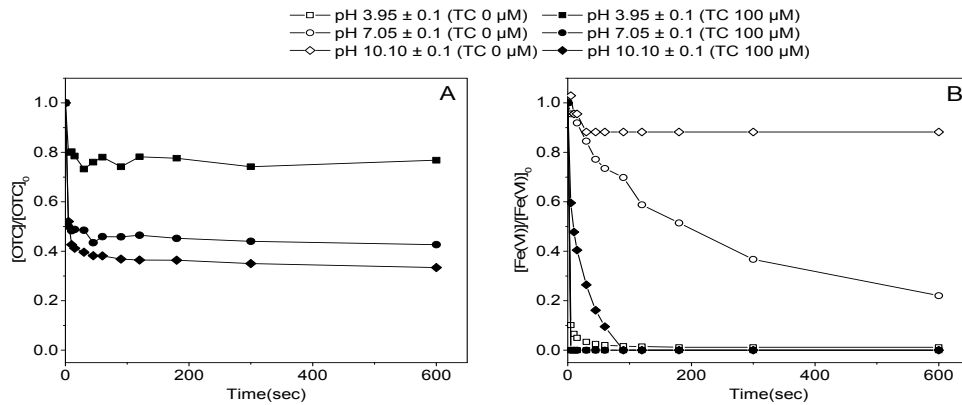 pH 3.95 ± 0.1 (TC 0 µM) pH 3.95 ± 0.1 (TC 100 µM)
pH 7.05 ± 0.1 (TC 0 µM) pH 7.05 ± 0.1 (TC 100 µM)
pH 10.10 ± 0.1 (TC 0 µM) pH 10.10 ± 0.1 (TC 100 µM)
A
1.0
0.8
0.6
0.4
0.2
0.0
[OTC]/[OTC]0
0 200 400 600
Time(sec)
B
1.0
0.8
0.6
0.4
0.2
0.0
[Fe(VI)]/[Fe(VI)]0
0 200 400 600
Time(sec)